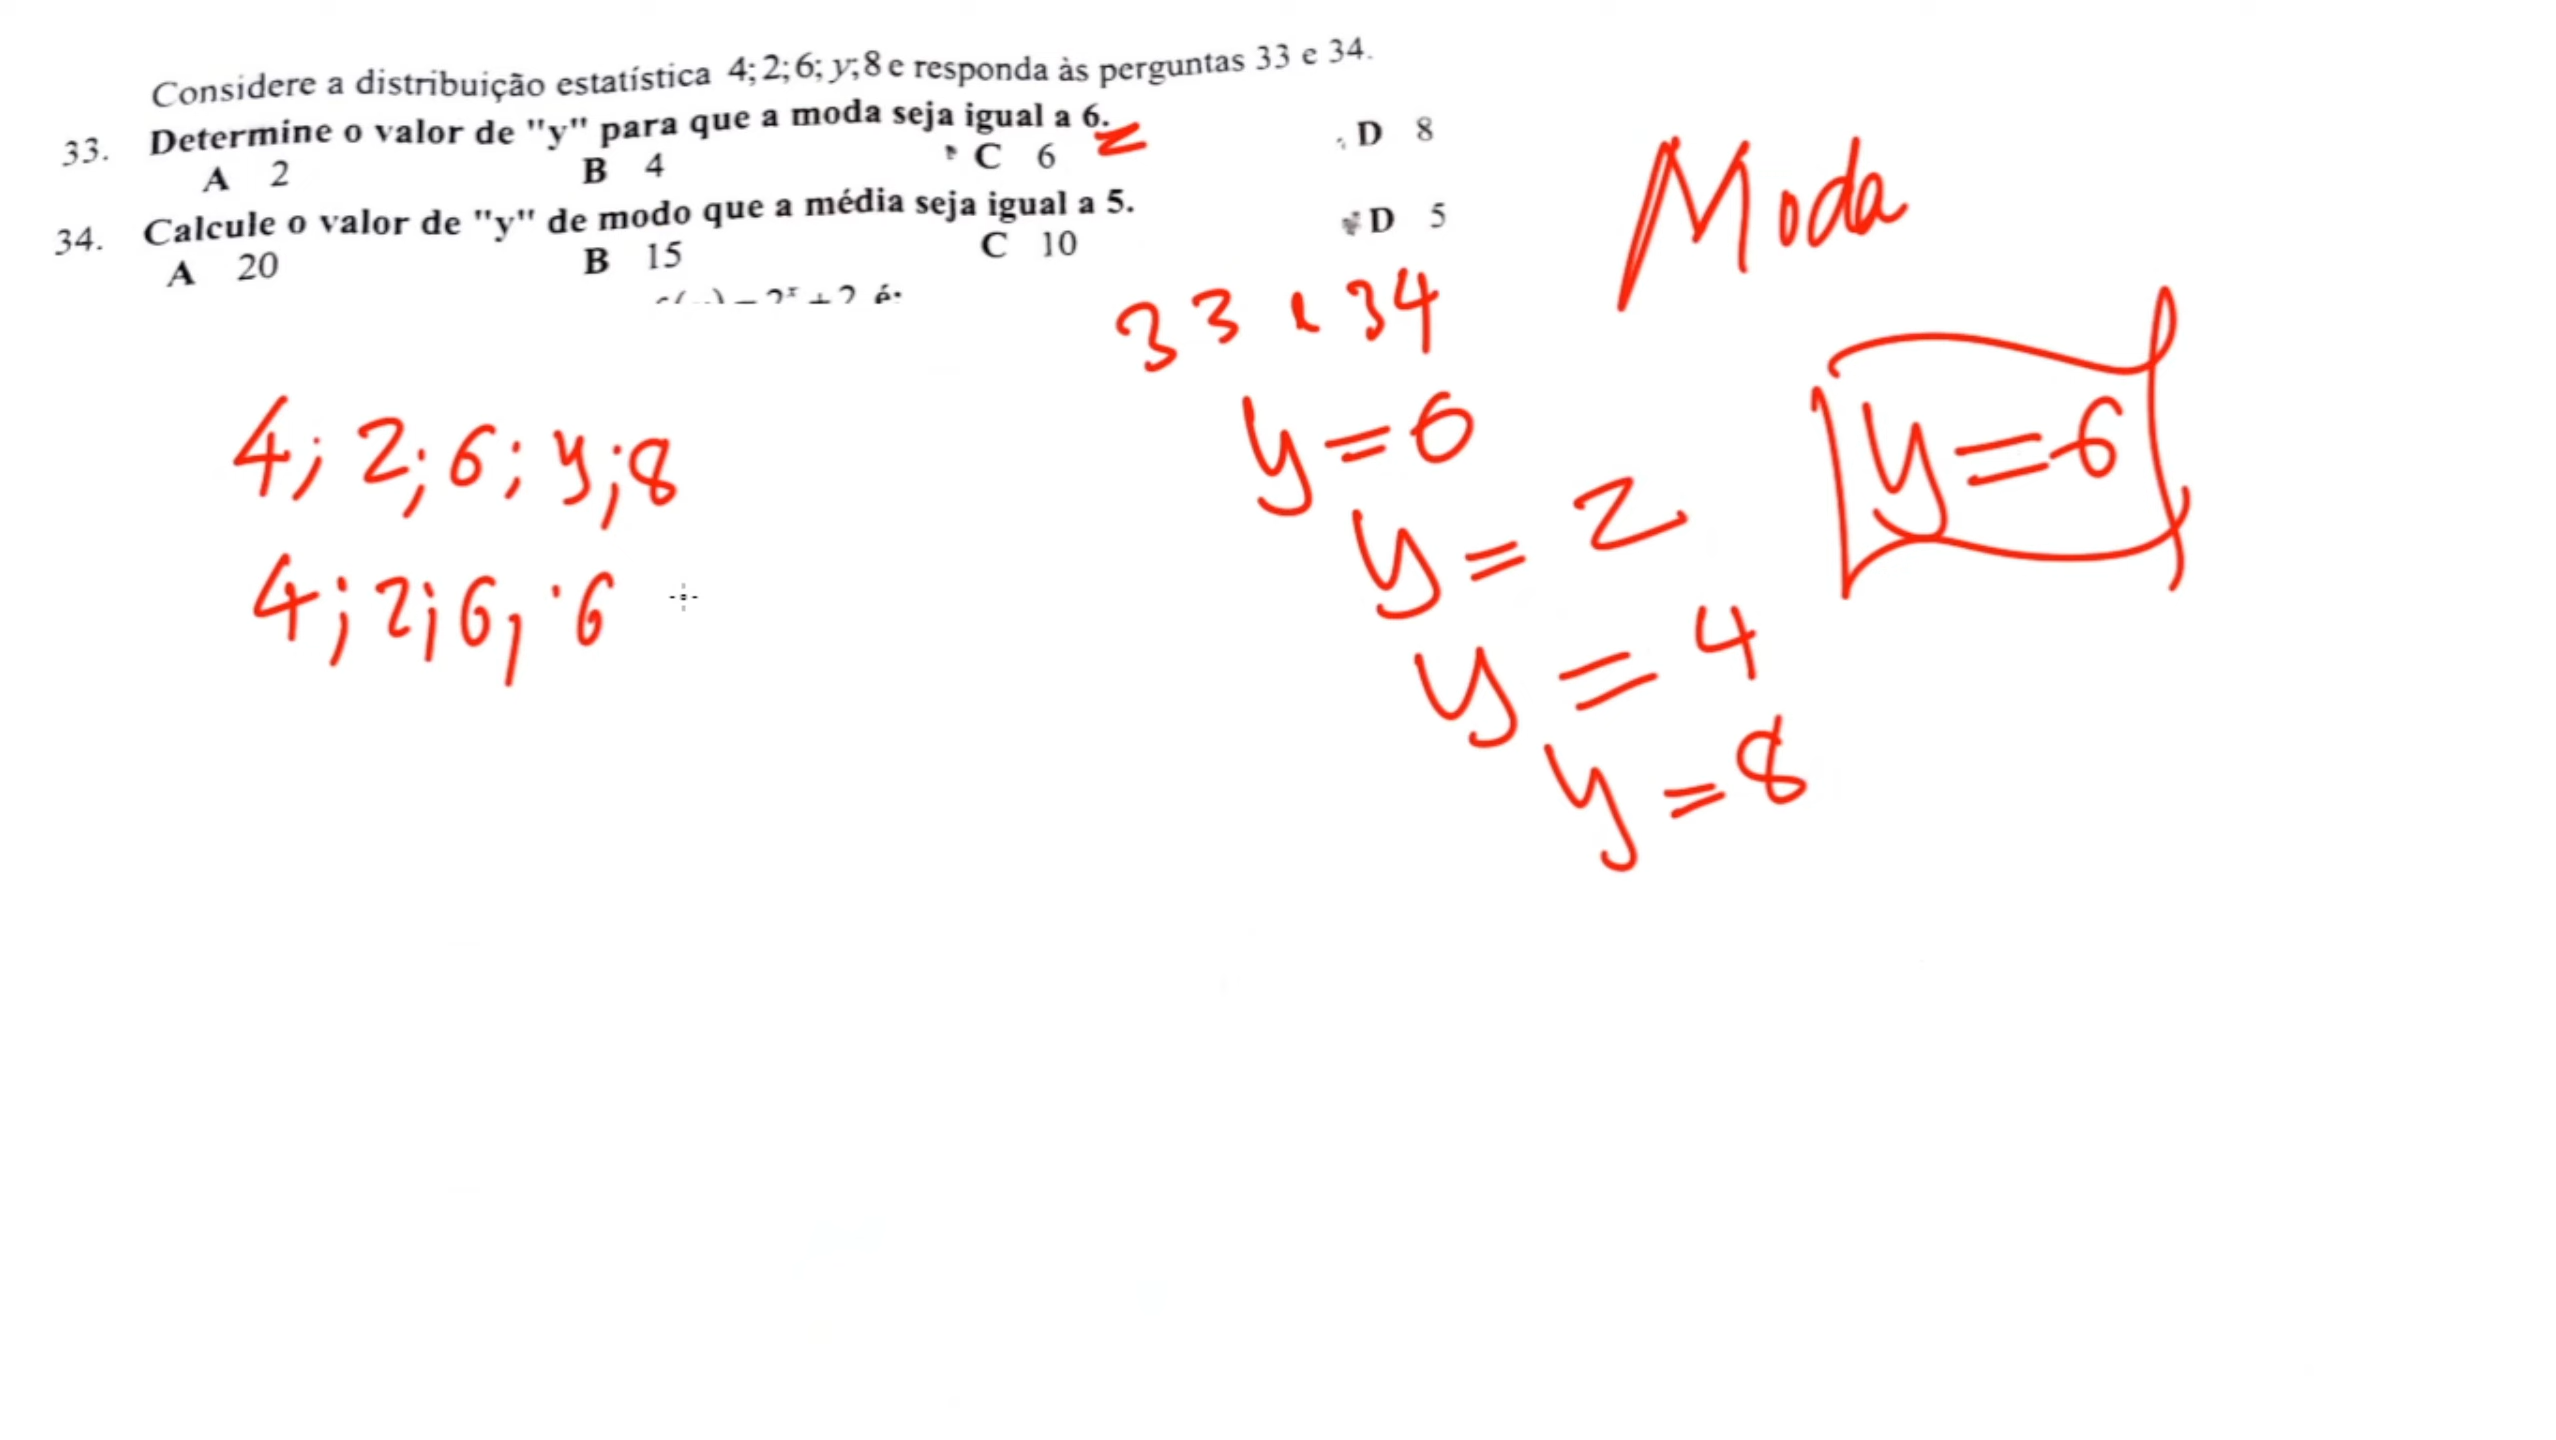 Considere a distribuição estatística 4; 2; 6; y; 8 e responda às perguntas 33 e 34.
33. Determine o valor de "y" para que a moda seja igual a 6.
A 2 B 4 C 6 D 8
34. Calcule o valor de "y" de modo que a média seja igual a 5.
A 20 B 15 C 10 D 5
= 2ˣ + 2 é:
Moda
33 e 34
4; 2; 6; y; 8
y = 6
y = 6
y = 2
4; 2; 6; 6
y = 4
y = 8